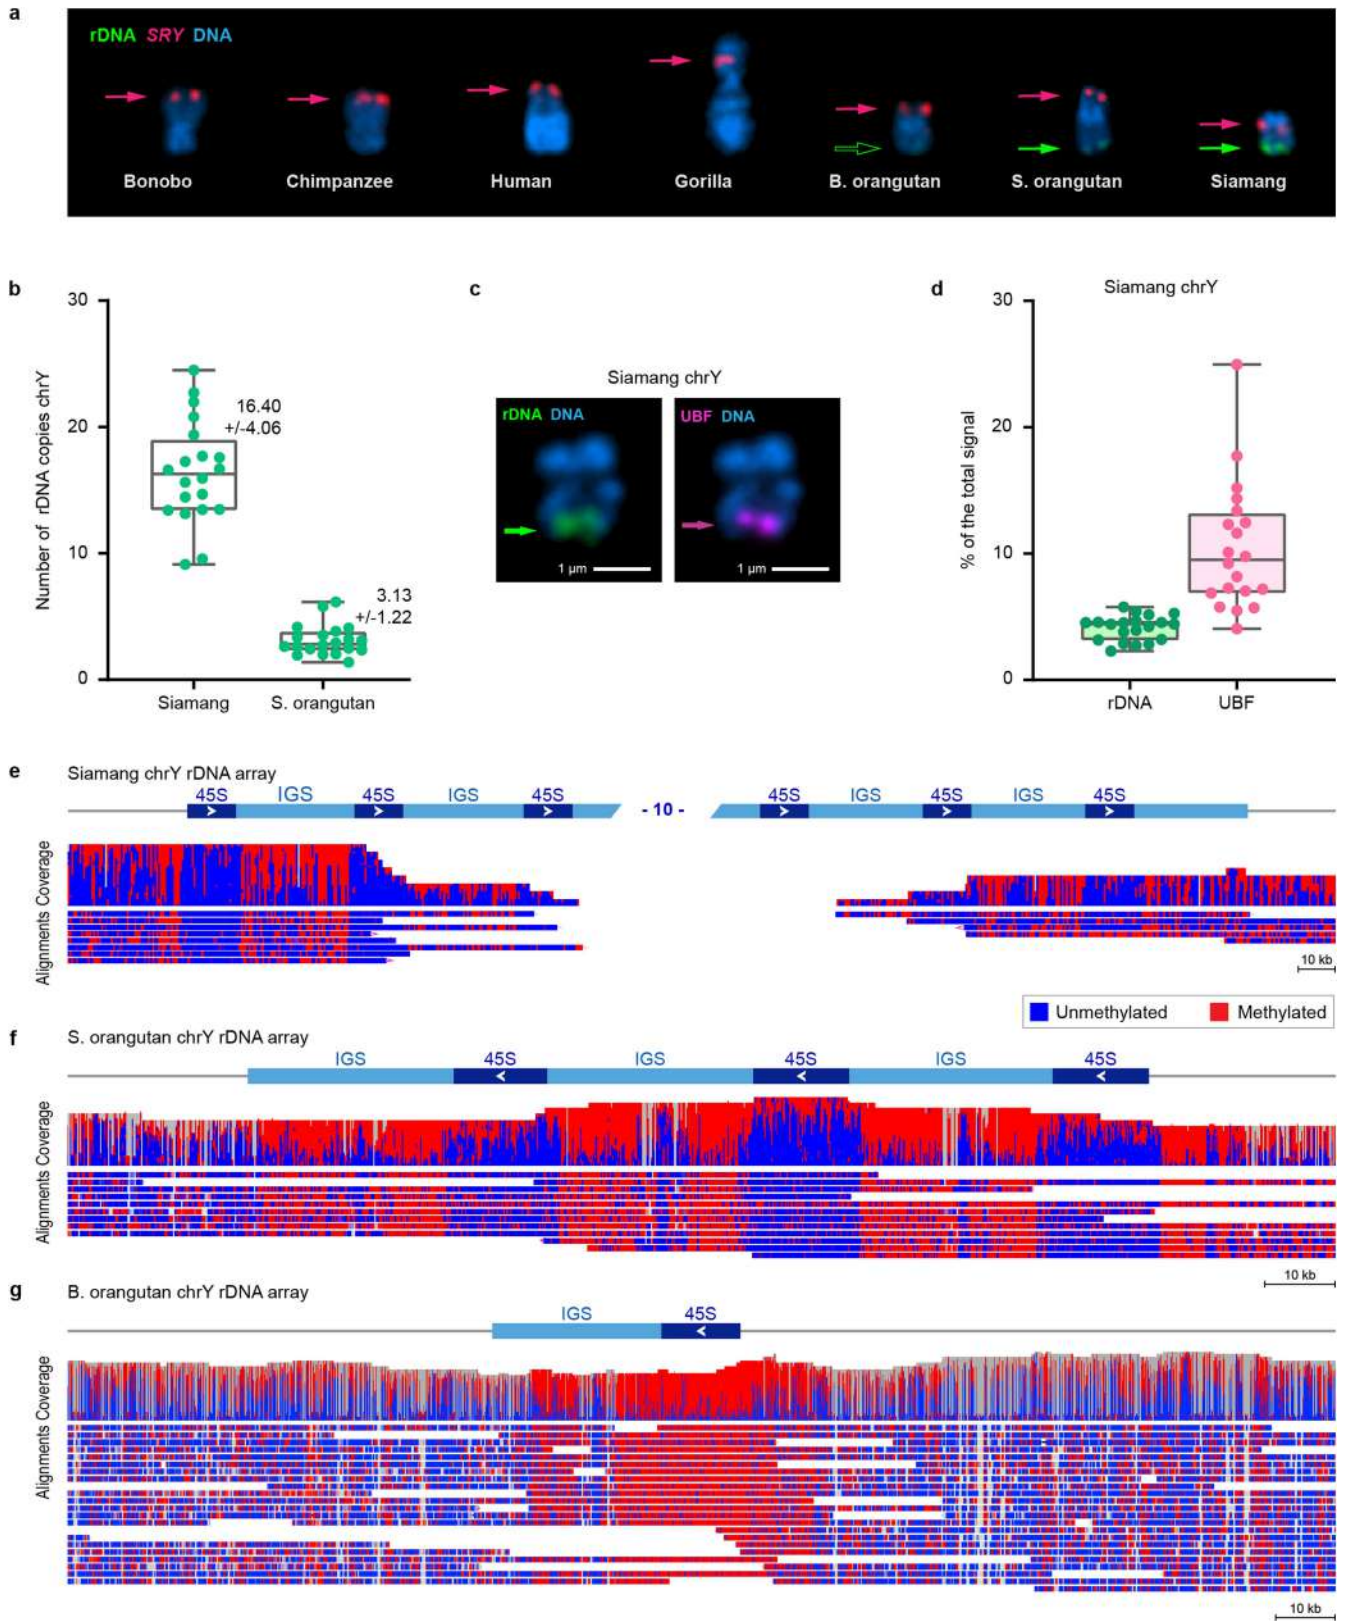 a
rDNA SRY DNA
Bonobo Chimpanzee Human Gorilla B. orangutan S. orangutan Siamang
b
30
20
10
0
Number of rDNA copies chrY
16.40
+/-4.06
3.13
+/-1.22
Siamang S. orangutan
c
Siamang chrY
rDNA DNA
1 µm
UBF DNA
1 µm
d
Siamang chrY
30
20
10
0
% of the total signal
rDNA UBF
e
Siamang chrY rDNA array
45S IGS 45S IGS 45S - 10 - 45S IGS 45S IGS 45S
Alignments Coverage
10 kb
Unmethylated Methylated
f
S. orangutan chrY rDNA array
IGS 45S IGS 45S IGS 45S
Alignments Coverage
10 kb
g
B. orangutan chrY rDNA array
IGS 45S
Alignments Coverage
10 kb